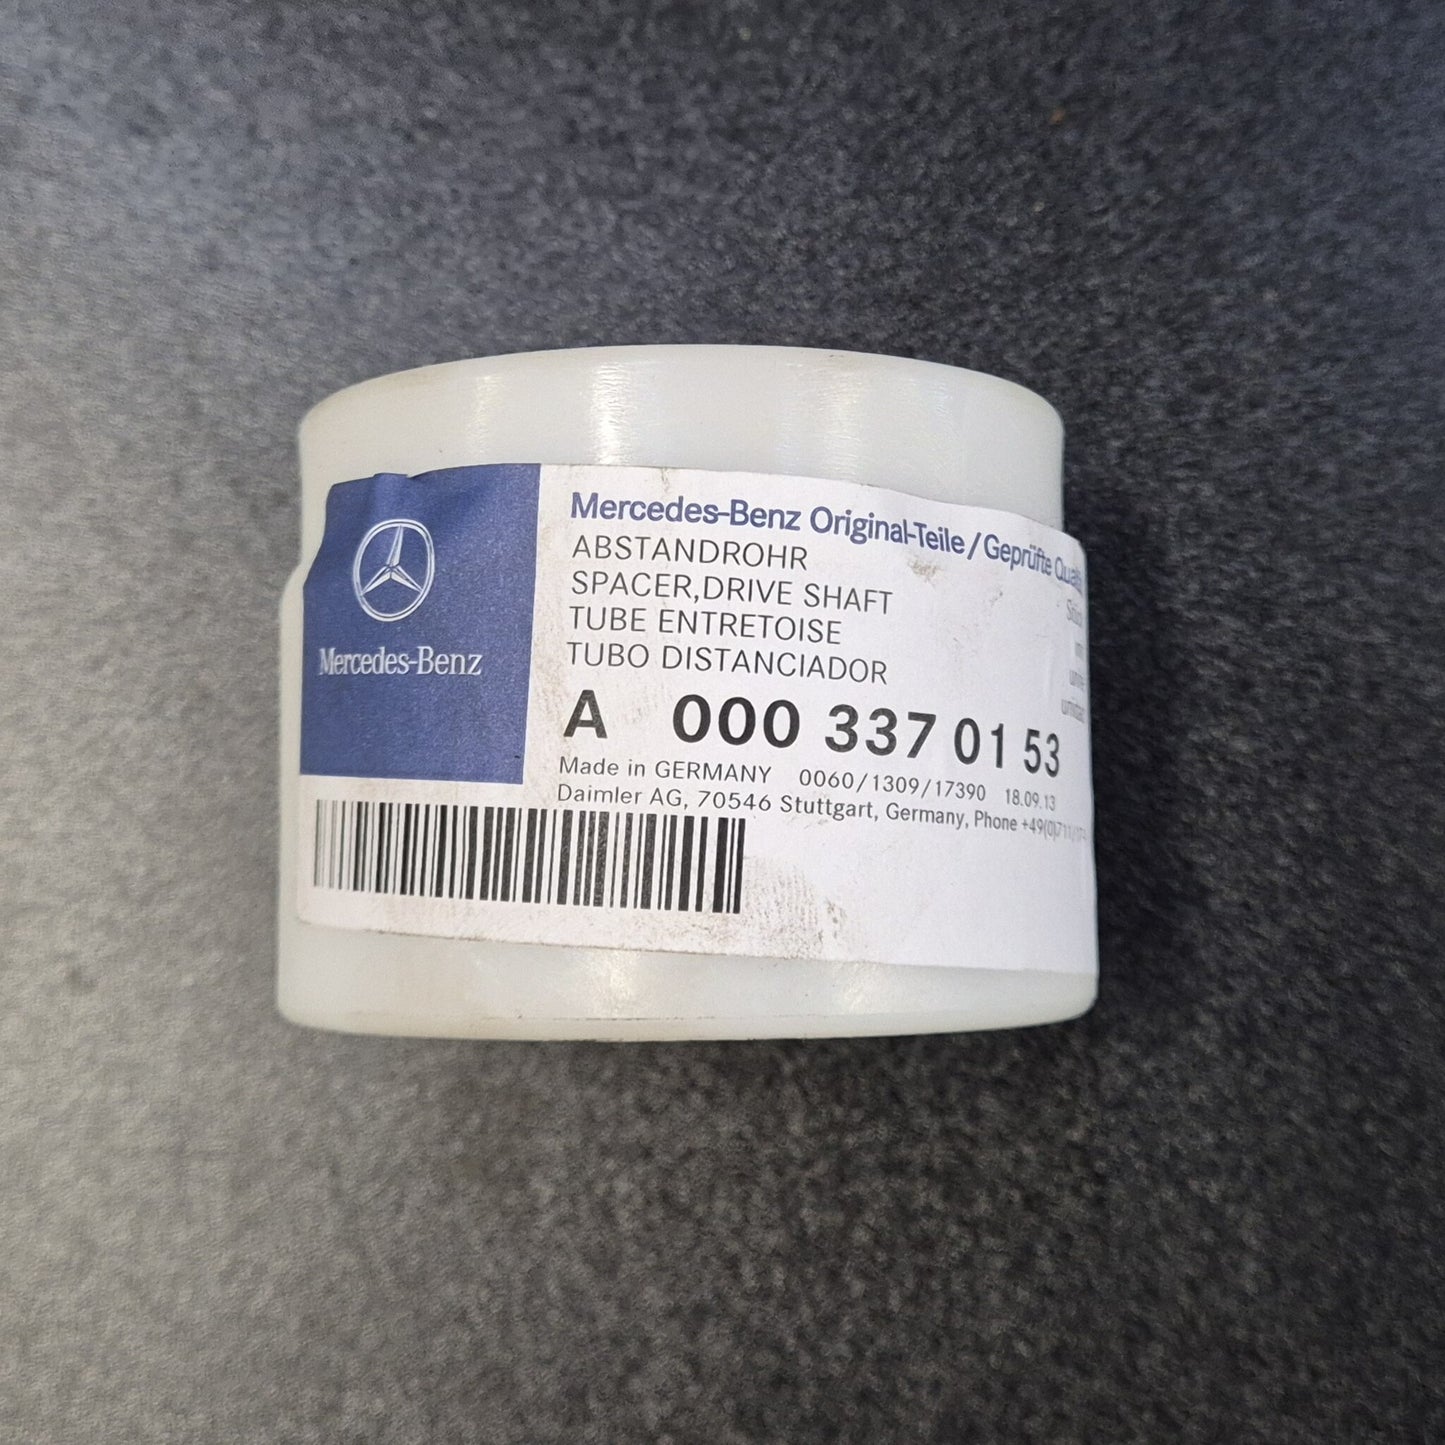 Mercedes-Benz
Mercedes-Benz Original-Teile/Geprüfte
ABSTANDROHR
SPACER,DRIVE SHAFT
TUBE ENTRETOISE
TUBO DISTANCIADOR
A 000 337 01 53
Made in GERMANY 0060/1309/17390 18.09.13
Daimler AG, 70546 Stuttgart, Germany, Phone